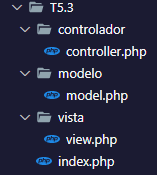 T5.3
controlador
controller.php
modelo
model.php
vista
view.php
index.php